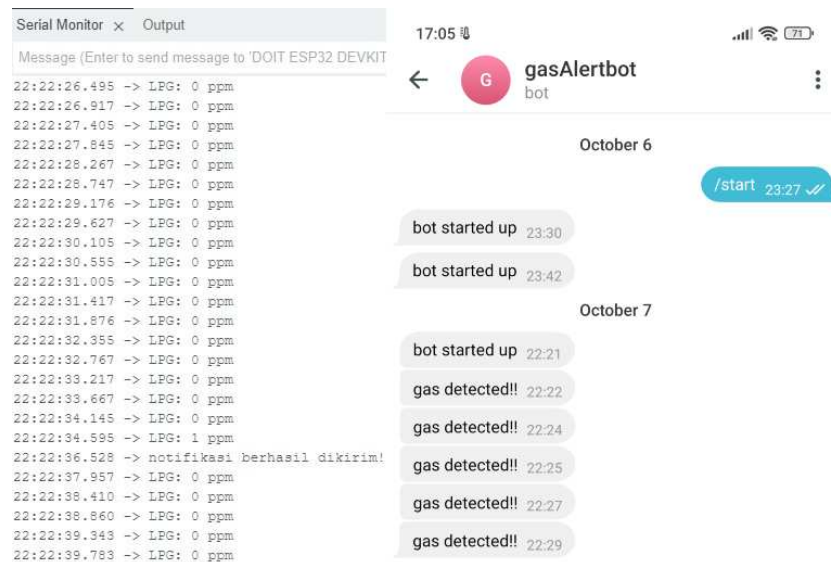 Serial Monitor × Output
Message (Enter to send message to 'DOIT ESP32 DEVKIT
22:22:26.495 -> LPG: 0 ppm
22:22:26.917 -> LPG: 0 ppm
22:22:27.405 -> LPG: 0 ppm
22:22:27.845 -> LPG: 0 ppm
22:22:28.267 -> LPG: 0 ppm
22:22:28.747 -> LPG: 0 ppm
22:22:29.176 -> LPG: 0 ppm
22:22:29.627 -> LPG: 0 ppm
22:22:30.105 -> LPG: 0 ppm
22:22:30.555 -> LPG: 0 ppm
22:22:31.005 -> LPG: 0 ppm
22:22:31.417 -> LPG: 0 ppm
22:22:31.876 -> LPG: 0 ppm
22:22:32.355 -> LPG: 0 ppm
22:22:32.767 -> LPG: 0 ppm
22:22:33.217 -> LPG: 0 ppm
22:22:33.667 -> LPG: 0 ppm
22:22:34.145 -> LPG: 0 ppm
22:22:34.595 -> LPG: 1 ppm
22:22:36.528 -> notifikasi berhasil dikirim!
22:22:37.957 -> LPG: 0 ppm
22:22:38.410 -> LPG: 0 ppm
22:22:38.860 -> LPG: 0 ppm
22:22:39.343 -> LPG: 0 ppm
22:22:39.783 -> LPG: 0 ppm
17:05
71
G
gasAlertbot
bot
October 6
/start 23:27
bot started up 23:30
bot started up 23:42
October 7
bot started up 22:21
gas detected!! 22:22
gas detected!! 22:24
gas detected!! 22:25
gas detected!! 22:27
gas detected!! 22:29